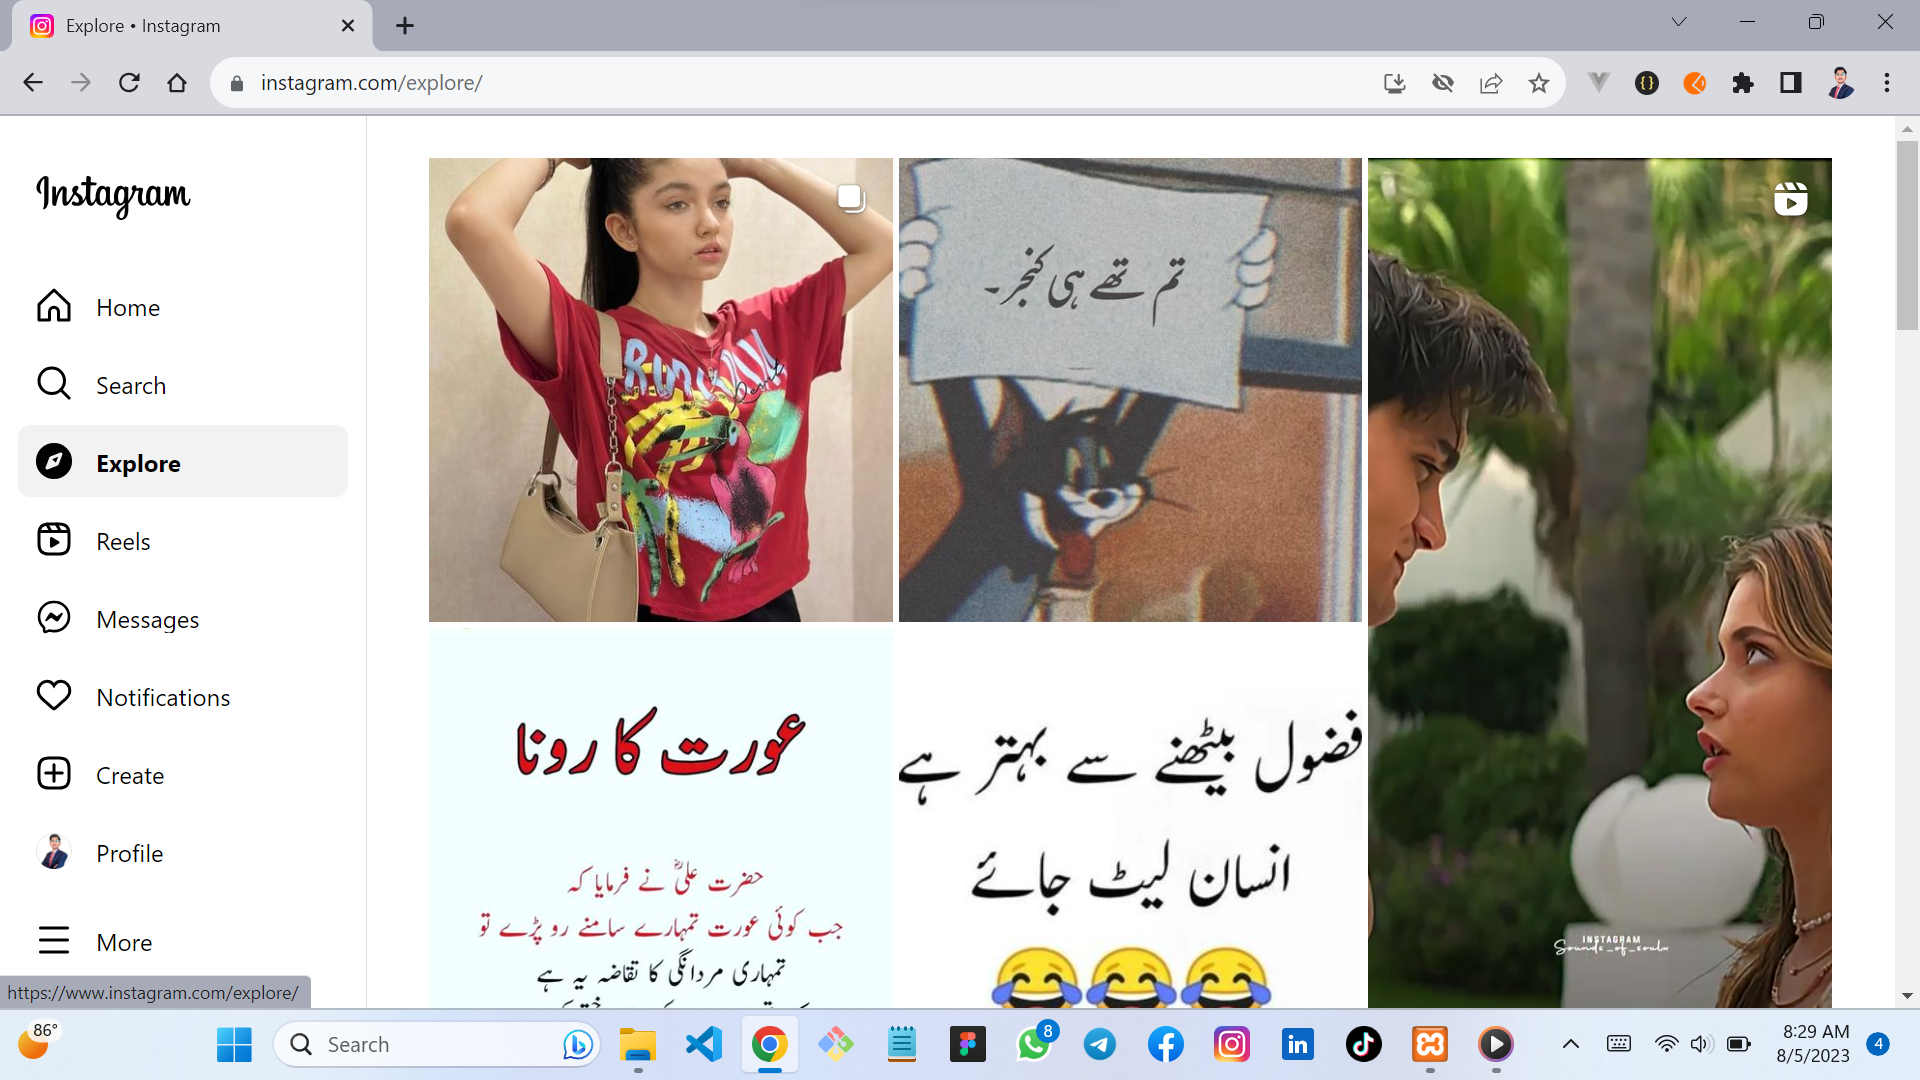 Explore • Instagram
instagram.com/explore/
Instagram
Home
Search
Explore
Reels
Messages
Notifications
Create
Profile
More
https://www.instagram.com/explore/
تم تھے ہی کنجر۔
عورت کا رونا
حضرت علیؓ نے فرمایا کہ
جب کوئی عورت تمہارے سامنے رو پڑے تو
تمہاری مردانگی کا تقاضہ یہ ہے
فضول بیٹھنے سے بہتر ہے
انسان لیٹ جائے
INSTAGRAM
Sounds_of_soulx
86°
Search
8
8:29 AM
8/5/2023
4